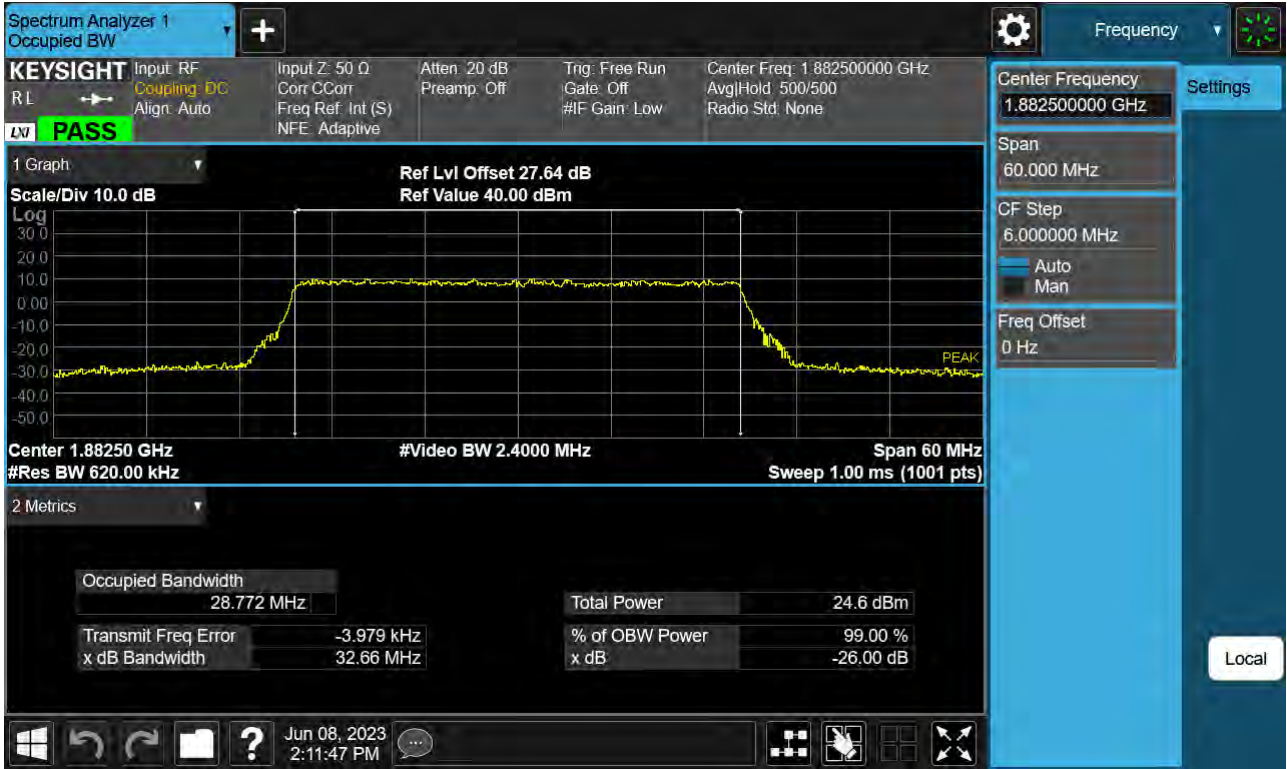 Spectrum Analyzer 1
Occupied BW
Frequency
KEYSIGHT
R L
LXI
PASS
Input: RF
Coupling: DC
Align: Auto
Input Z: 50 Ω
Corr CCorr
Freq Ref: Int (S)
NFE: Adaptive
Atten: 20 dB
Preamp: Off
Trig: Free Run
Gate: Off
#IF Gain: Low
Center Freq: 1.882500000 GHz
Avg|Hold: 500/500
Radio Std: None
Center Frequency
1.882500000 GHz
Settings
Span
60.000 MHz
CF Step
6.000000 MHz
Auto
Man
Freq Offset
0 Hz
Local
1 Graph
Scale/Div 10.0 dB
Ref Lvl Offset 27.64 dB
Ref Value 40.00 dBm
Log
30.0
20.0
10.0
0.00
-10.0
-20.0
-30.0
-40.0
-50.0
PEAK
Center 1.88250 GHz
#Video BW 2.4000 MHz
Span 60 MHz
#Res BW 620.00 kHz
Sweep 1.00 ms (1001 pts)
2 Metrics
Occupied Bandwidth
28.772 MHz
Total Power 24.6 dBm
Transmit Freq Error -3.979 kHz
% of OBW Power 99.00 %
x dB Bandwidth 32.66 MHz
x dB -26.00 dB
?
Jun 08, 2023
2:11:47 PM